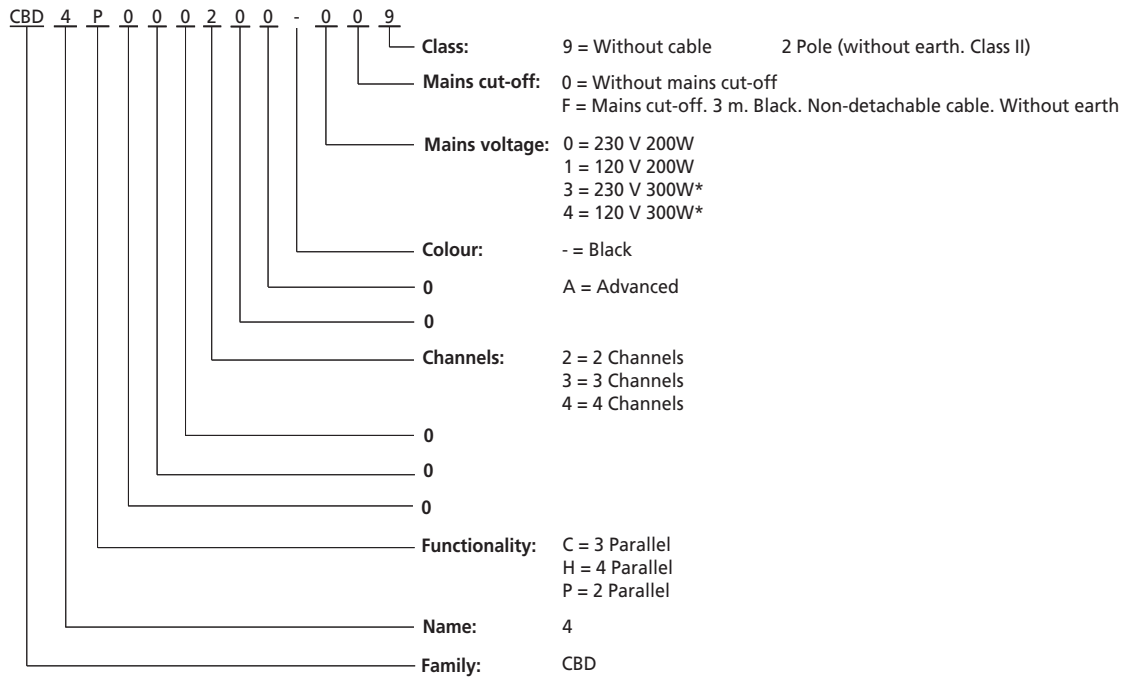 CBD 4 P 0 0 0 2 0 0 - 0 0 9
Class: 9 = Without cable 2 Pole (without earth. Class II)
Mains cut-off: 0 = Without mains cut-off
F = Mains cut-off. 3 m. Black. Non-detachable cable. Without earth
Mains voltage: 0 = 230 V 200W
1 = 120 V 200W
3 = 230 V 300W*
4 = 120 V 300W*
Colour: - = Black
0 A = Advanced
0
Channels: 2 = 2 Channels
3 = 3 Channels
4 = 4 Channels
0
0
0
Functionality: C = 3 Parallel
H = 4 Parallel
P = 2 Parallel
Name: 4
Family: CBD